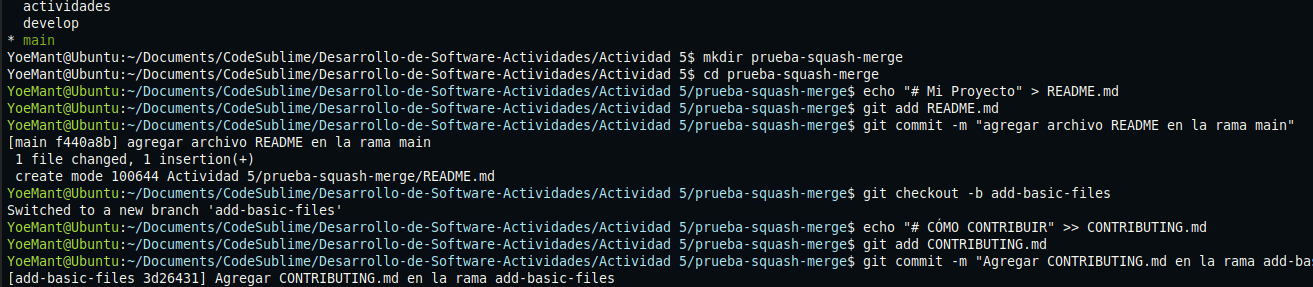 actividades
develop
* main
YoeMant@Ubuntu:~/Documents/CodeSublime/Desarrollo-de-Software-Actividades/Actividad 5$ mkdir prueba-squash-merge
YoeMant@Ubuntu:~/Documents/CodeSublime/Desarrollo-de-Software-Actividades/Actividad 5$ cd prueba-squash-merge
YoeMant@Ubuntu:~/Documents/CodeSublime/Desarrollo-de-Software-Actividades/Actividad 5/prueba-squash-merge$ echo "# Mi Proyecto" > README.md
YoeMant@Ubuntu:~/Documents/CodeSublime/Desarrollo-de-Software-Actividades/Actividad 5/prueba-squash-merge$ git add README.md
YoeMant@Ubuntu:~/Documents/CodeSublime/Desarrollo-de-Software-Actividades/Actividad 5/prueba-squash-merge$ git commit -m "agregar archivo README en la rama main"
[main f440a8b] agregar archivo README en la rama main
1 file changed, 1 insertion(+)
create mode 100644 Actividad 5/prueba-squash-merge/README.md
YoeMant@Ubuntu:~/Documents/CodeSublime/Desarrollo-de-Software-Actividades/Actividad 5/prueba-squash-merge$ git checkout -b add-basic-files
Switched to a new branch 'add-basic-files'
YoeMant@Ubuntu:~/Documents/CodeSublime/Desarrollo-de-Software-Actividades/Actividad 5/prueba-squash-merge$ echo "# CÓMO CONTRIBUIR" >> CONTRIBUTING.md
YoeMant@Ubuntu:~/Documents/CodeSublime/Desarrollo-de-Software-Actividades/Actividad 5/prueba-squash-merge$ git add CONTRIBUTING.md
YoeMant@Ubuntu:~/Documents/CodeSublime/Desarrollo-de-Software-Actividades/Actividad 5/prueba-squash-merge$ git commit -m "Agregar CONTRIBUTING.md en la rama add-bas
[add-basic-files 3d26431] Agregar CONTRIBUTING.md en la rama add-basic-files